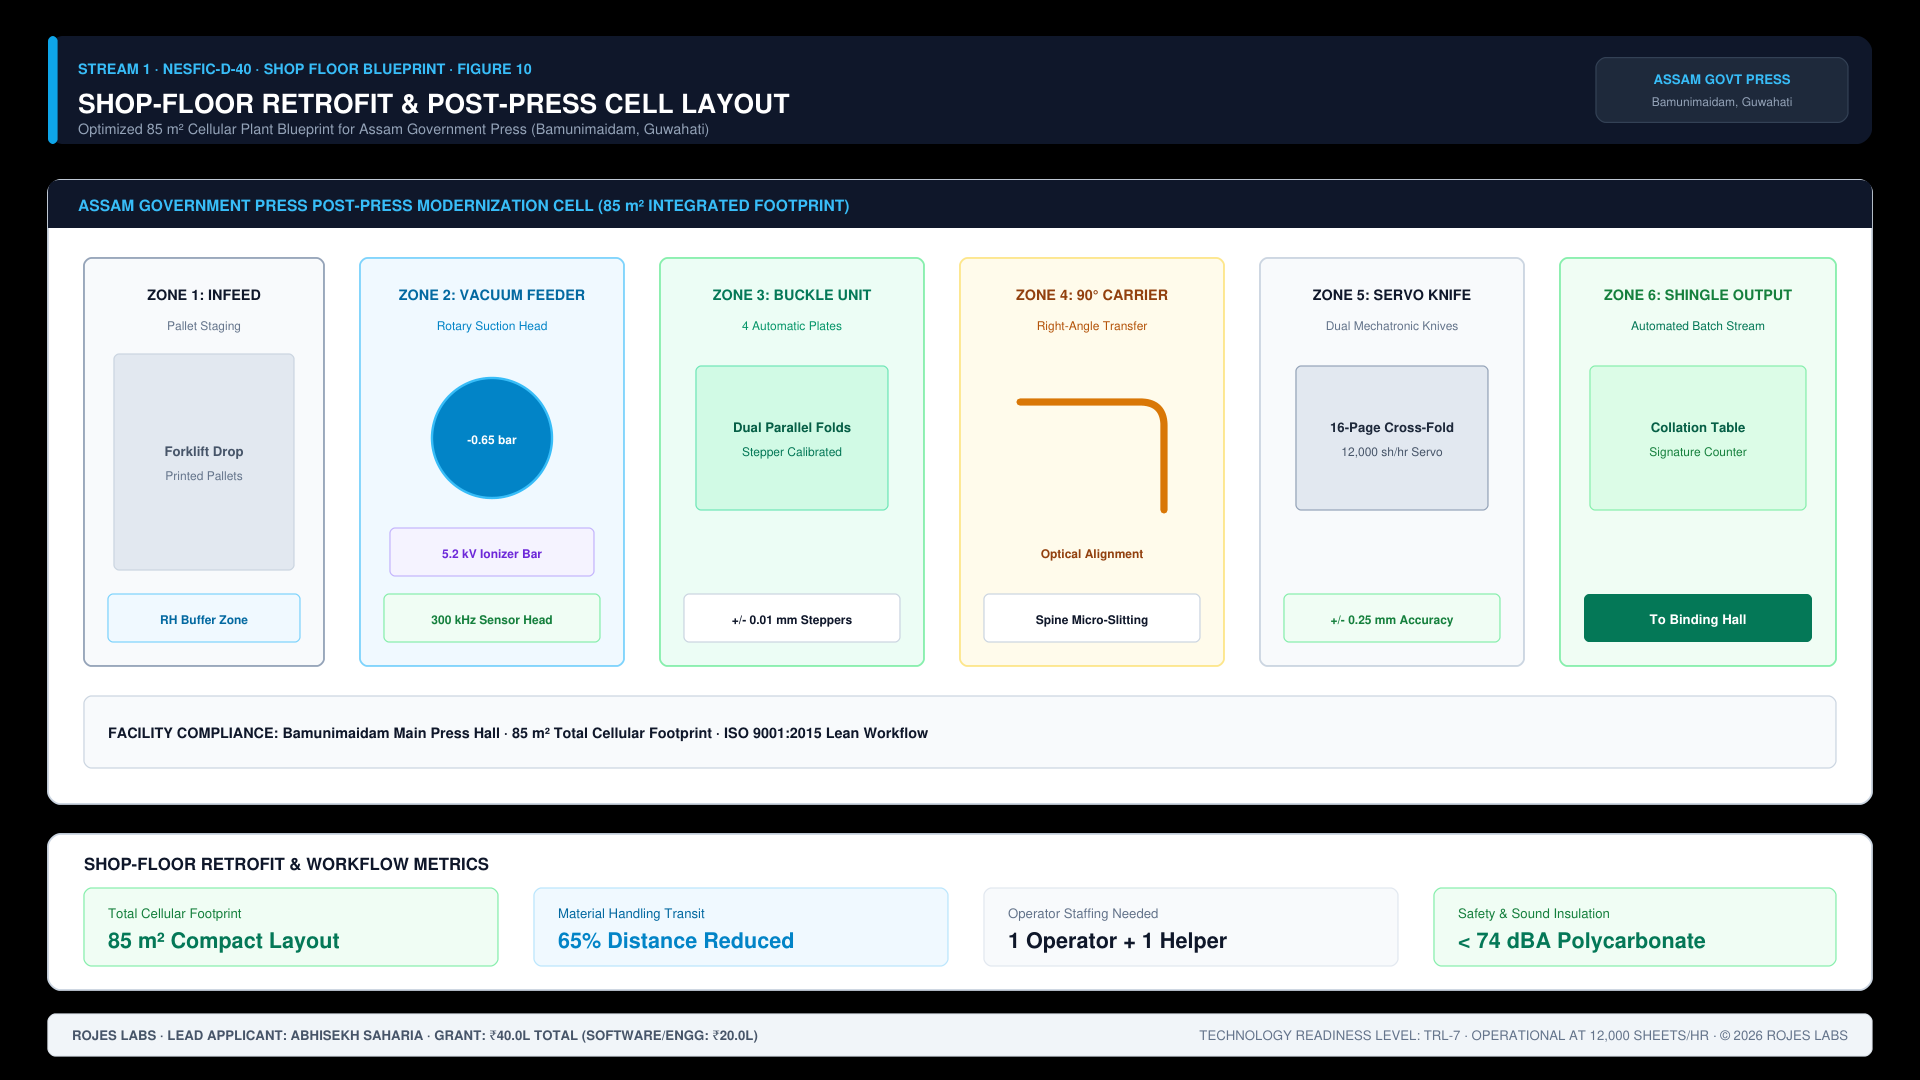 STREAM 1 · NESFIC-D-40 · SHOP FLOOR BLUEPRINT · FIGURE 10
SHOP-FLOOR RETROFIT & POST-PRESS CELL LAYOUT
Optimized 85 m² Cellular Plant Blueprint for Assam Government Press (Bamunimaidam, Guwahati)
ASSAM GOVT PRESS
Bamunimaidam, Guwahati
ASSAM GOVERNMENT PRESS POST-PRESS MODERNIZATION CELL (85 m² INTEGRATED FOOTPRINT)
ZONE 1: INFEED
Pallet Staging
Forklift Drop
Printed Pallets
RH Buffer Zone
ZONE 2: VACUUM FEEDER
Rotary Suction Head
-0.65 bar
5.2 kV Ionizer Bar
300 kHz Sensor Head
ZONE 3: BUCKLE UNIT
4 Automatic Plates
Dual Parallel Folds
Stepper Calibrated
+/- 0.01 mm Steppers
ZONE 4: 90° CARRIER
Right-Angle Transfer
Optical Alignment
Spine Micro-Slitting
ZONE 5: SERVO KNIFE
Dual Mechatronic Knives
16-Page Cross-Fold
12,000 sh/hr Servo
+/- 0.25 mm Accuracy
ZONE 6: SHINGLE OUTPUT
Automated Batch Stream
Collation Table
Signature Counter
To Binding Hall
FACILITY COMPLIANCE: Bamunimaidam Main Press Hall · 85 m² Total Cellular Footprint · ISO 9001:2015 Lean Workflow
SHOP-FLOOR RETROFIT & WORKFLOW METRICS
Total Cellular Footprint
85 m² Compact Layout
Material Handling Transit
65% Distance Reduced
Operator Staffing Needed
1 Operator + 1 Helper
Safety & Sound Insulation
< 74 dBA Polycarbonate
ROJES LABS · LEAD APPLICANT: ABHISEKH SAHARIA · GRANT: ₹40.0L TOTAL (SOFTWARE/ENGG: ₹20.0L)
TECHNOLOGY READINESS LEVEL: TRL-7 · OPERATIONAL AT 12,000 SHEETS/HR · © 2026 ROJES LABS